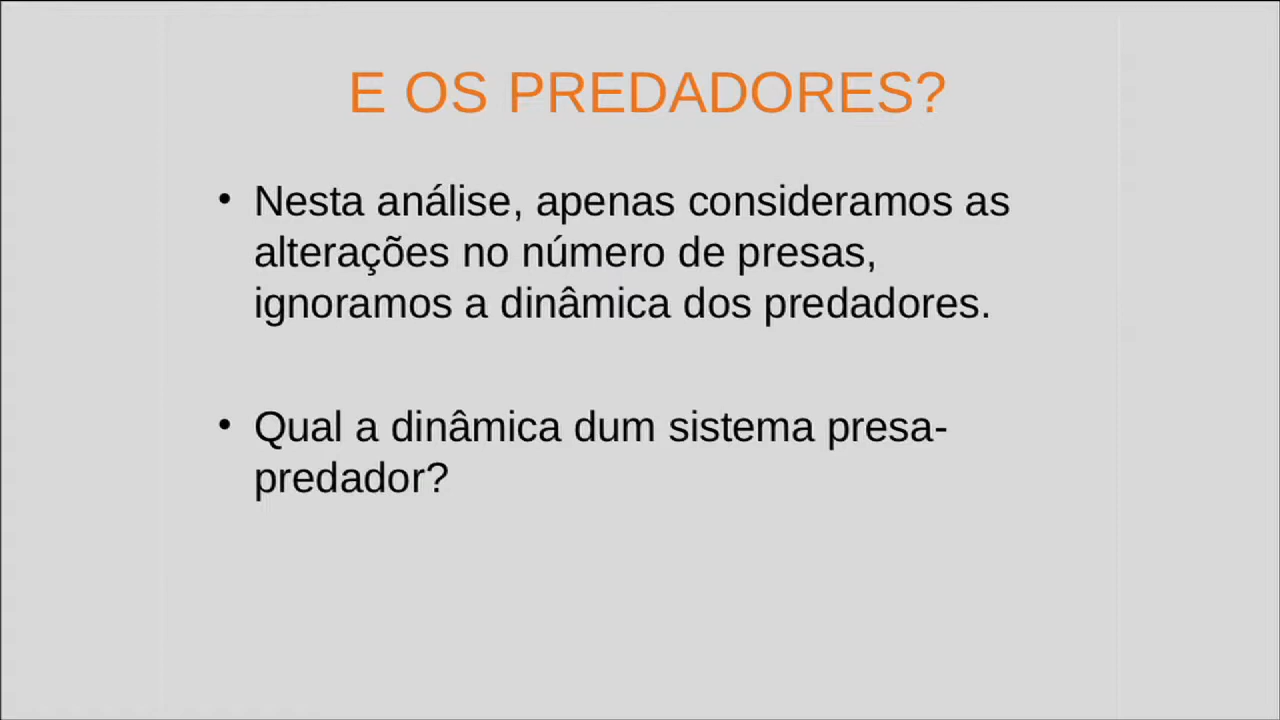 E OS PREDADORES?
• Nesta análise, apenas consideramos as
alterações no número de presas,
ignoramos a dinâmica dos predadores.
• Qual a dinâmica dum sistema presa-
predador?